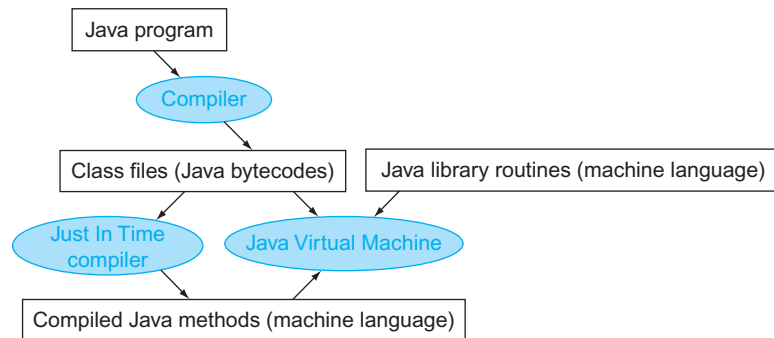 Java program
Compiler
Class files (Java bytecodes)
Java library routines (machine language)
Just In Time
compiler
Java Virtual Machine
Compiled Java methods (machine language)